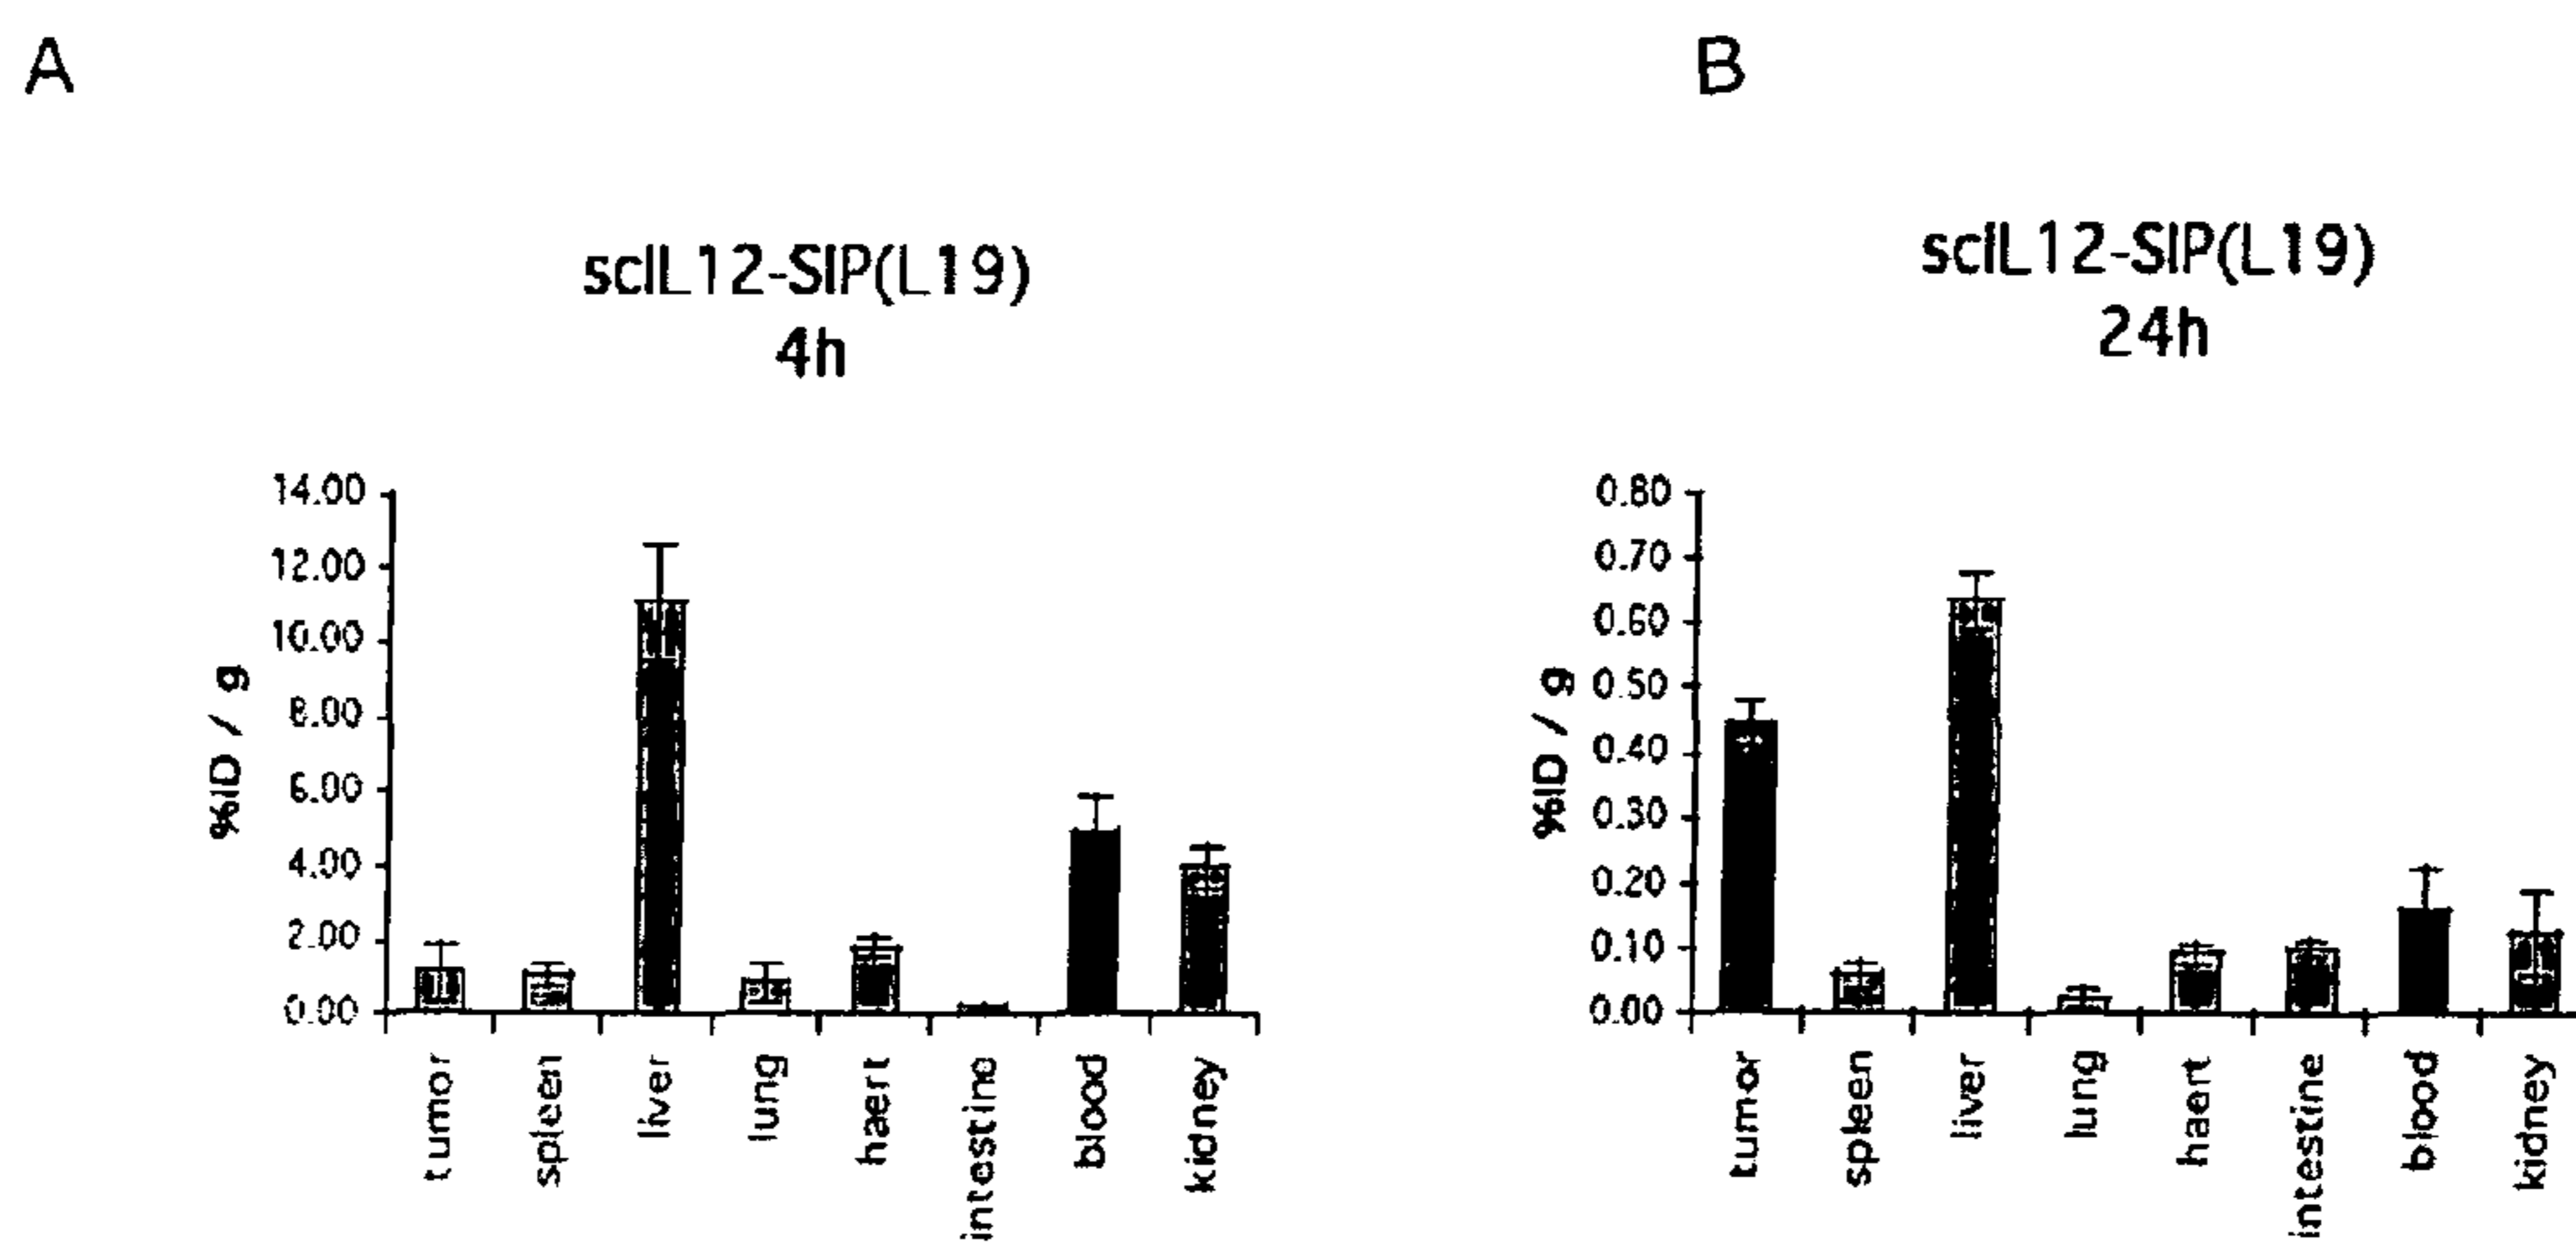 A
scIL12-SIP(L19)
4h
%ID / g
14.00
12.00
10.00
8.00
6.00
4.00
2.00
0.00
tumor
spleen
liver
lung
haert
intestine
blood
kidney
B
scIL12-SIP(L19)
24h
%ID / g
0.80
0.70
0.60
0.50
0.40
0.30
0.20
0.10
0.00
tumor
spleen
liver
lung
haert
intestine
blood
kidney